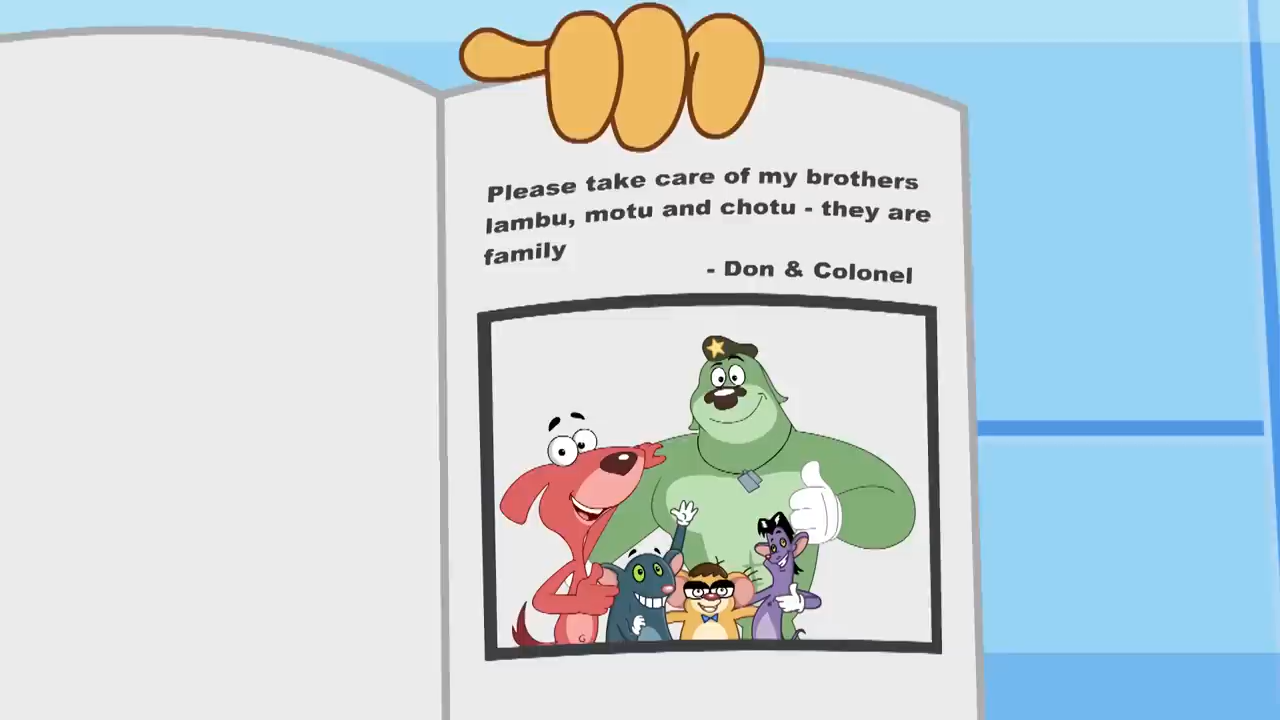 Please take care of my brothers
lambu, motu and chotu - they are
family
- Don & Colonel